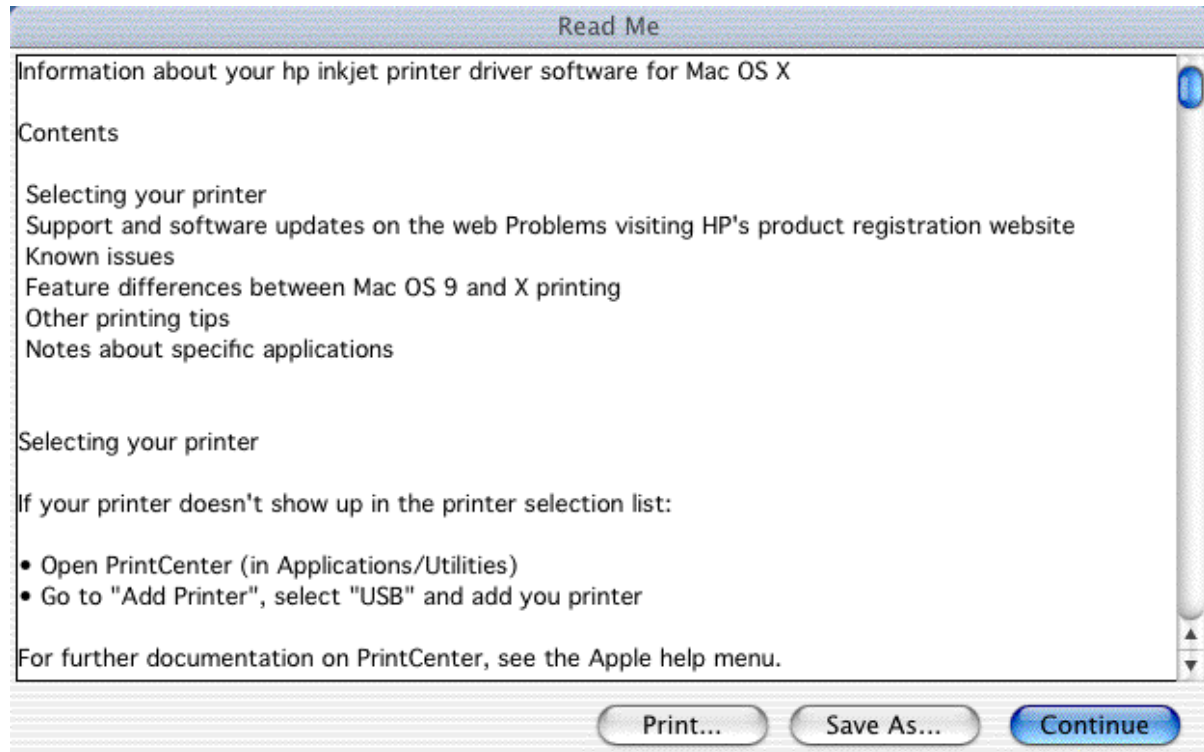 Read Me
Information about your hp inkjet printer driver software for Mac OS X
Contents
Selecting your printer
Support and software updates on the web Problems visiting HP's product registration website
Known issues
Feature differences between Mac OS 9 and X printing
Other printing tips
Notes about specific applications
Selecting your printer
If your printer doesn't show up in the printer selection list:
• Open PrintCenter (in Applications/Utilities)
• Go to "Add Printer", select "USB" and add you printer
For further documentation on PrintCenter, see the Apple help menu.
Print... Save As... Continue